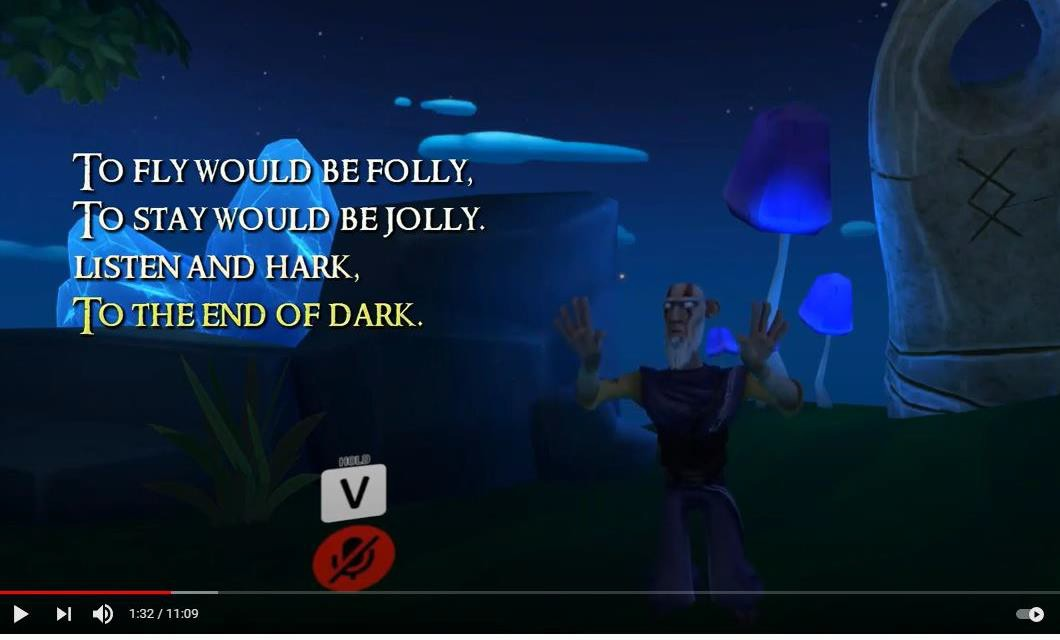 To fly would be folly,
To stay would be jolly.
listen and hark,
To the end of dark.
HOLD
V
1:32 / 11:09